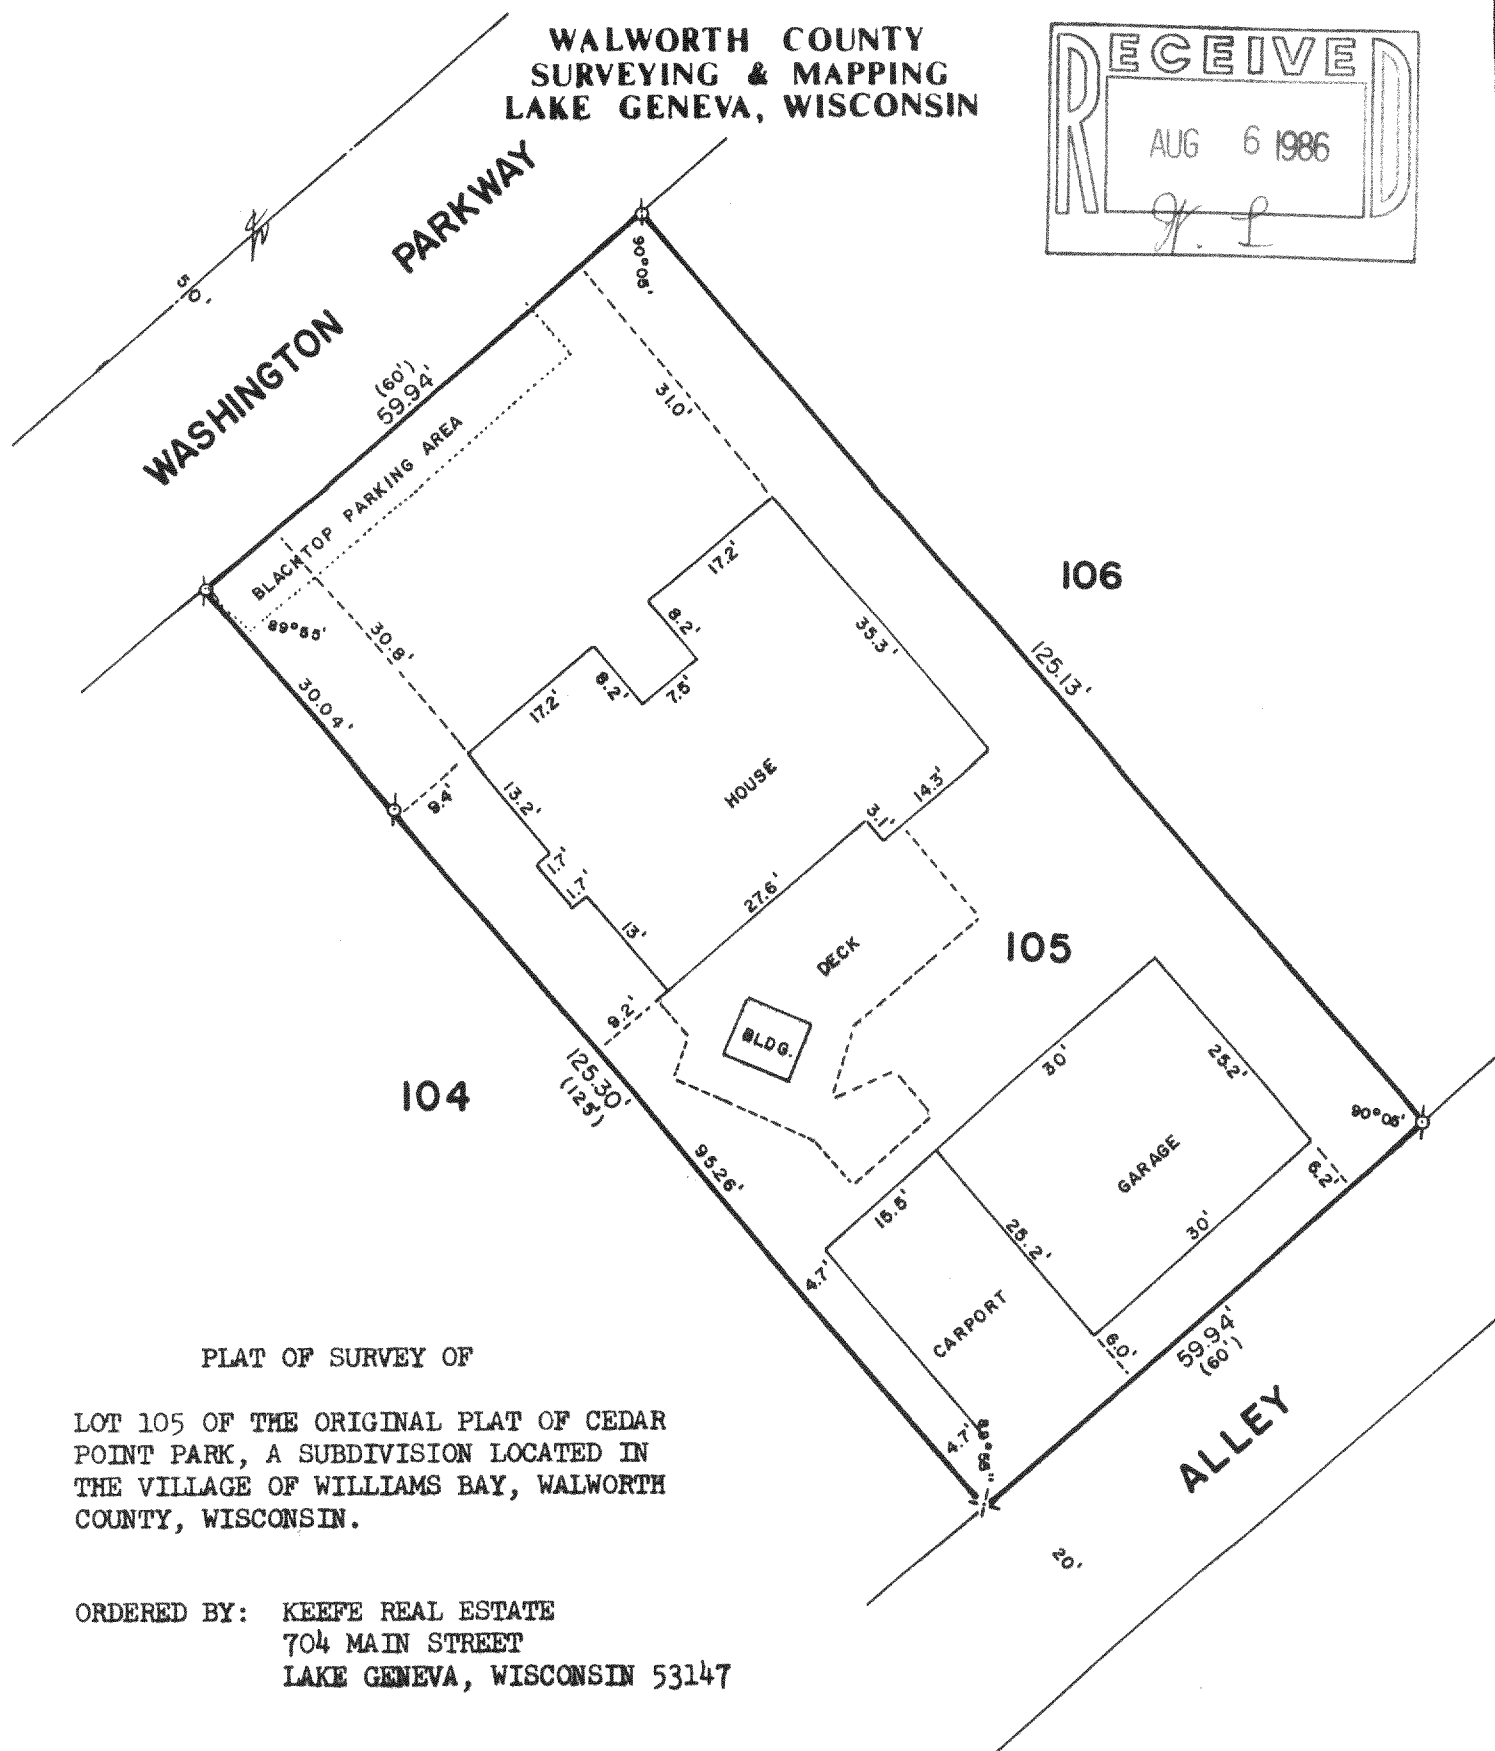 WALWORTH COUNTY
SURVEYING & MAPPING
LAKE GENEVA, WISCONSIN
RECEIVED
AUG 6 1986
WASHINGTON PARKWAY
50'
90°05'
(60')
59.94'
31.0'
BLACKTOP PARKING AREA
89°55'
30.8'
30.04'
17.2'
8.2'
7.5'
8.2'
17.2'
35.3'
106
125.13'
HOUSE
9.4'
13.2'
1.7'
1.7'
13'
27.6'
3.1'
14.3'
DECK
105
9.2'
BLDG.
104
125.30'
(125')
95.26'
30'
25.2'
90°05'
GARAGE
6.2'
15.5'
25.2'
30'
4.7'
CARPORT
6.0'
59.94'
(60')
4.7'
ALLEY
20'
PLAT OF SURVEY OF
LOT 105 OF THE ORIGINAL PLAT OF CEDAR
POINT PARK, A SUBDIVISION LOCATED IN
THE VILLAGE OF WILLIAMS BAY, WALWORTH
COUNTY, WISCONSIN.
ORDERED BY: KEEFE REAL ESTATE
704 MAIN STREET
LAKE GENEVA, WISCONSIN 53147